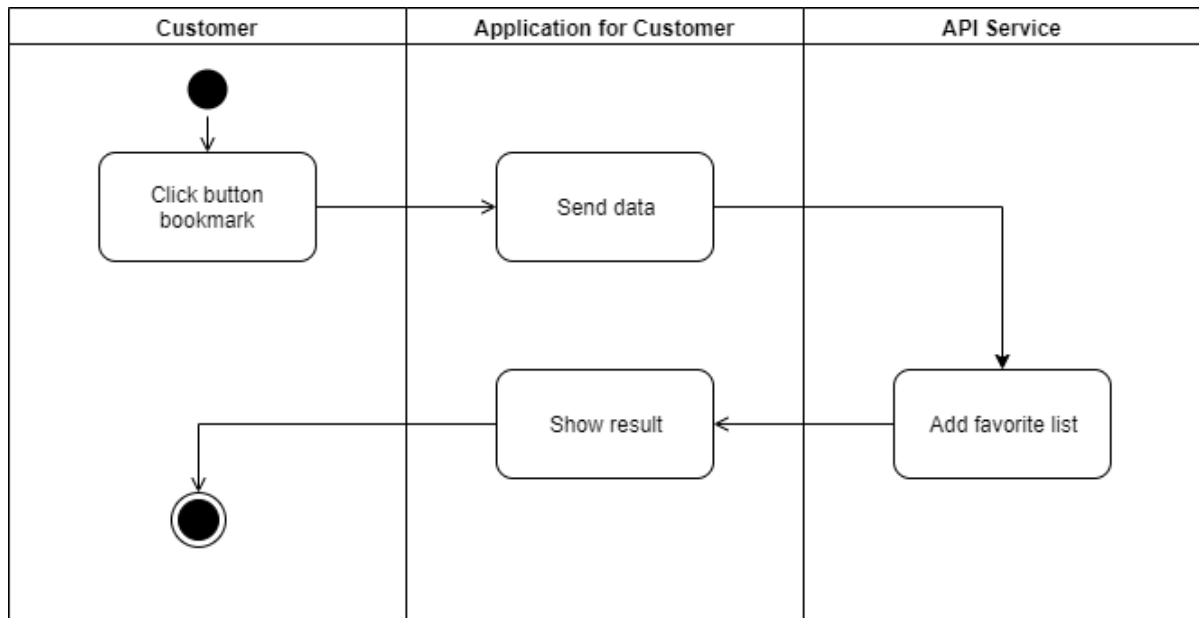 Customer
Application for Customer
API Service
Click button
bookmark
Send data
Show result
Add favorite list